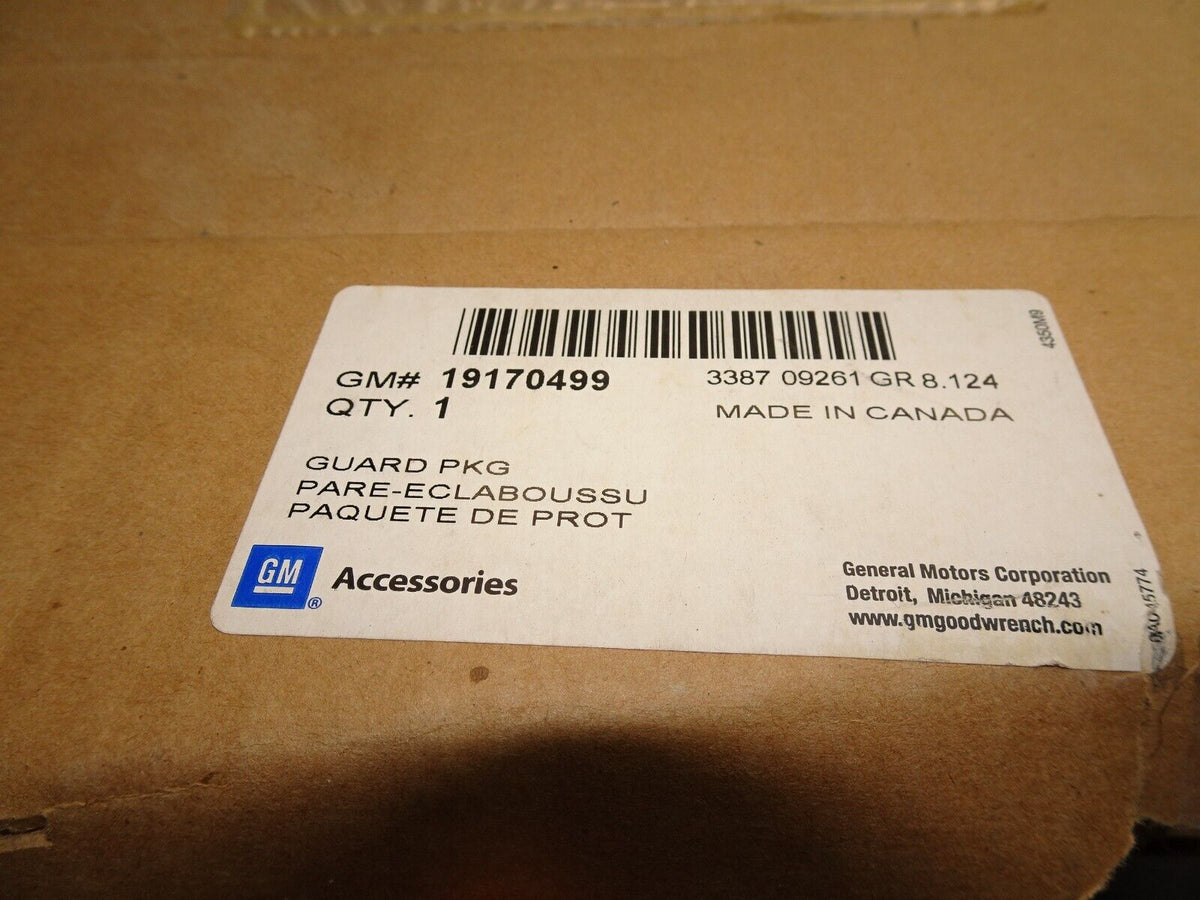 4350M9
GM# 19170499
3387 09261 GR 8.124
QTY. 1
MADE IN CANADA
GUARD PKG
PARE-ECLABOUSSU
PAQUETE DE PROT
GM® Accessories
General Motors Corporation
Detroit, Michigan 48243
www.gmgoodwrench.com